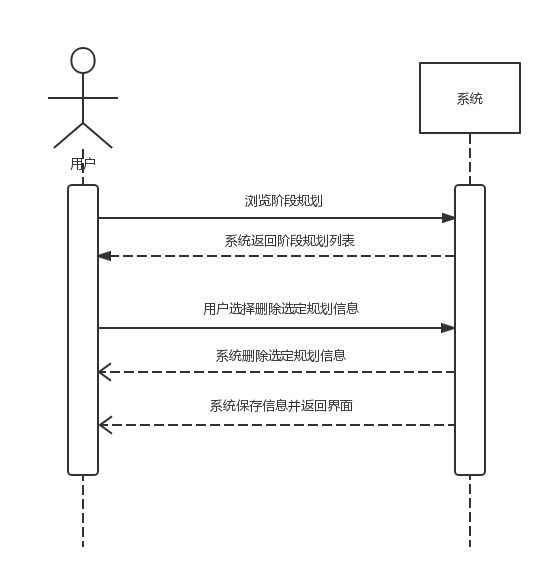 系统
用户
浏览阶段规划
系统返回阶段规划列表
用户选择删除选定规划信息
系统删除选定规划信息
系统保存信息并返回界面